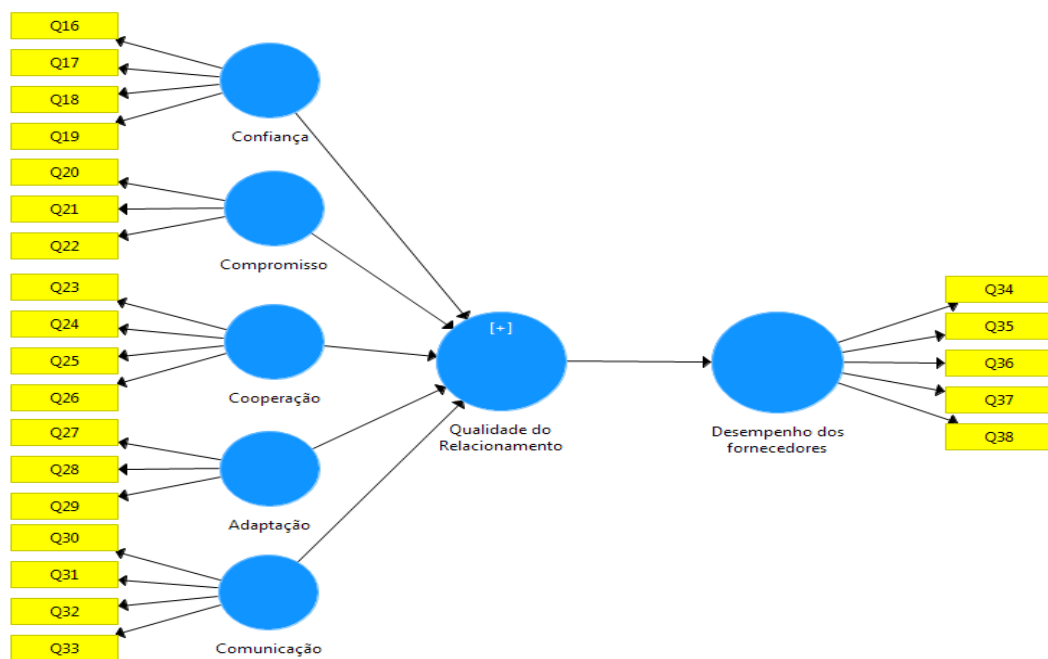 Q16
Q17
Q18
Q19
Confiança
Q20
Q21
Q22
Compromisso
Q23
Q24
Q25
Q26
Cooperação
Q27
Q28
Q29
Adaptação
Q30
Q31
Q32
Q33
Comunicação
[+]
Qualidade do
Relacionamento
Desempenho dos
fornecedores
Q34
Q35
Q36
Q37
Q38